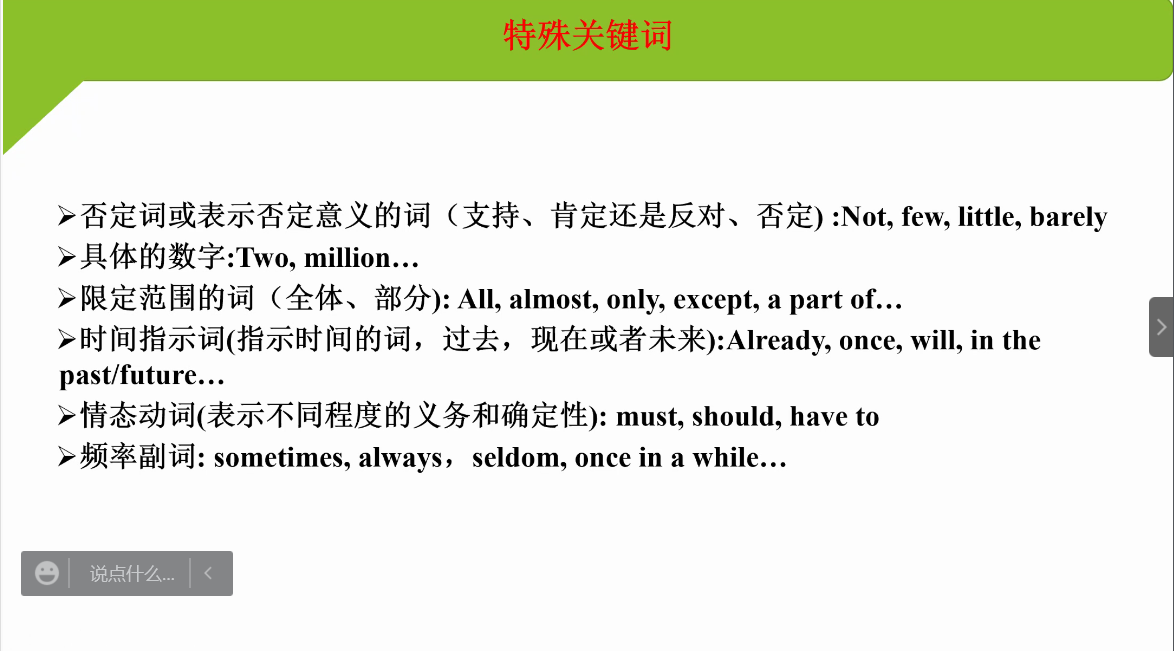 特殊关键词
➢否定词或表示否定意义的词（支持、肯定还是反对、否定) :Not, few, little, barely
➢具体的数字:Two, million…
➢限定范围的词（全体、部分): All, almost, only, except, a part of…
➢时间指示词(指示时间的词，过去，现在或者未来):Already, once, will, in the
past/future…
➢情态动词(表示不同程度的义务和确定性): must, should, have to
➢频率副词: sometimes, always，seldom, once in a while…
说点什么...